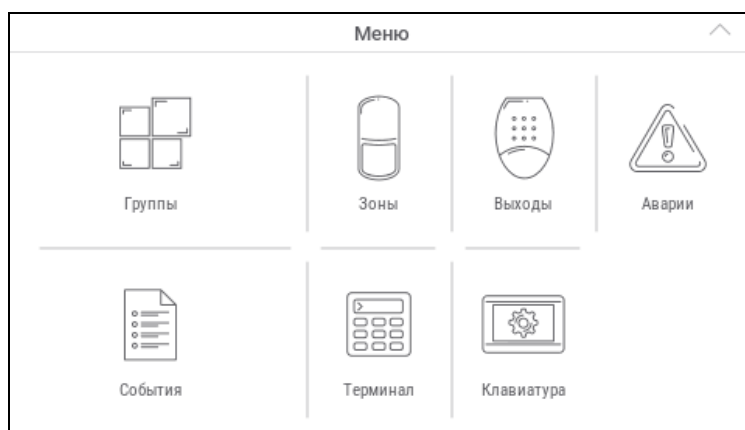 Меню
Группы
Зоны
Выходы
Аварии
События
Терминал
Клавиатура